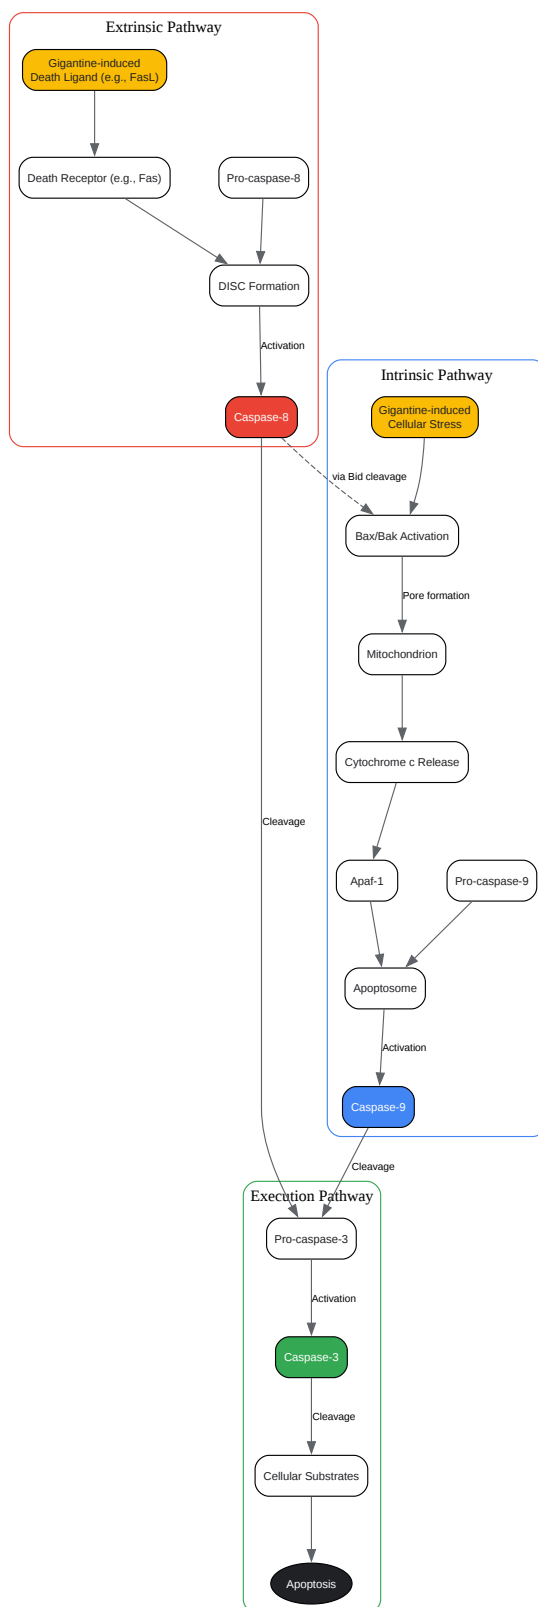 Extrinsic Pathway
Gigantine-induced
Death Ligand (e.g., FasL)
Death Receptor (e.g., Fas)
Pro-caspase-8
DISC Formation
Activation
Caspase-8
Intrinsic Pathway
Gigantine-induced
Cellular Stress
via Bid cleavage
Bax/Bak Activation
Pore formation
Mitochondrion
Cytochrome c Release
Cleavage
Apaf-1
Pro-caspase-9
Apoptosome
Activation
Caspase-9
Cleavage
Execution Pathway
Pro-caspase-3
Activation
Caspase-3
Cleavage
Cellular Substrates
Apoptosis